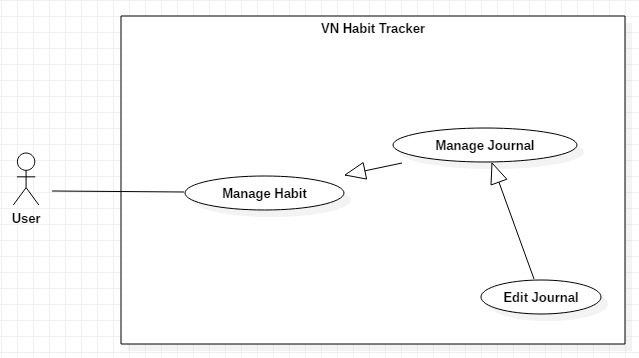 VN Habit Tracker
Manage Journal
Manage Habit
User
Edit Journal